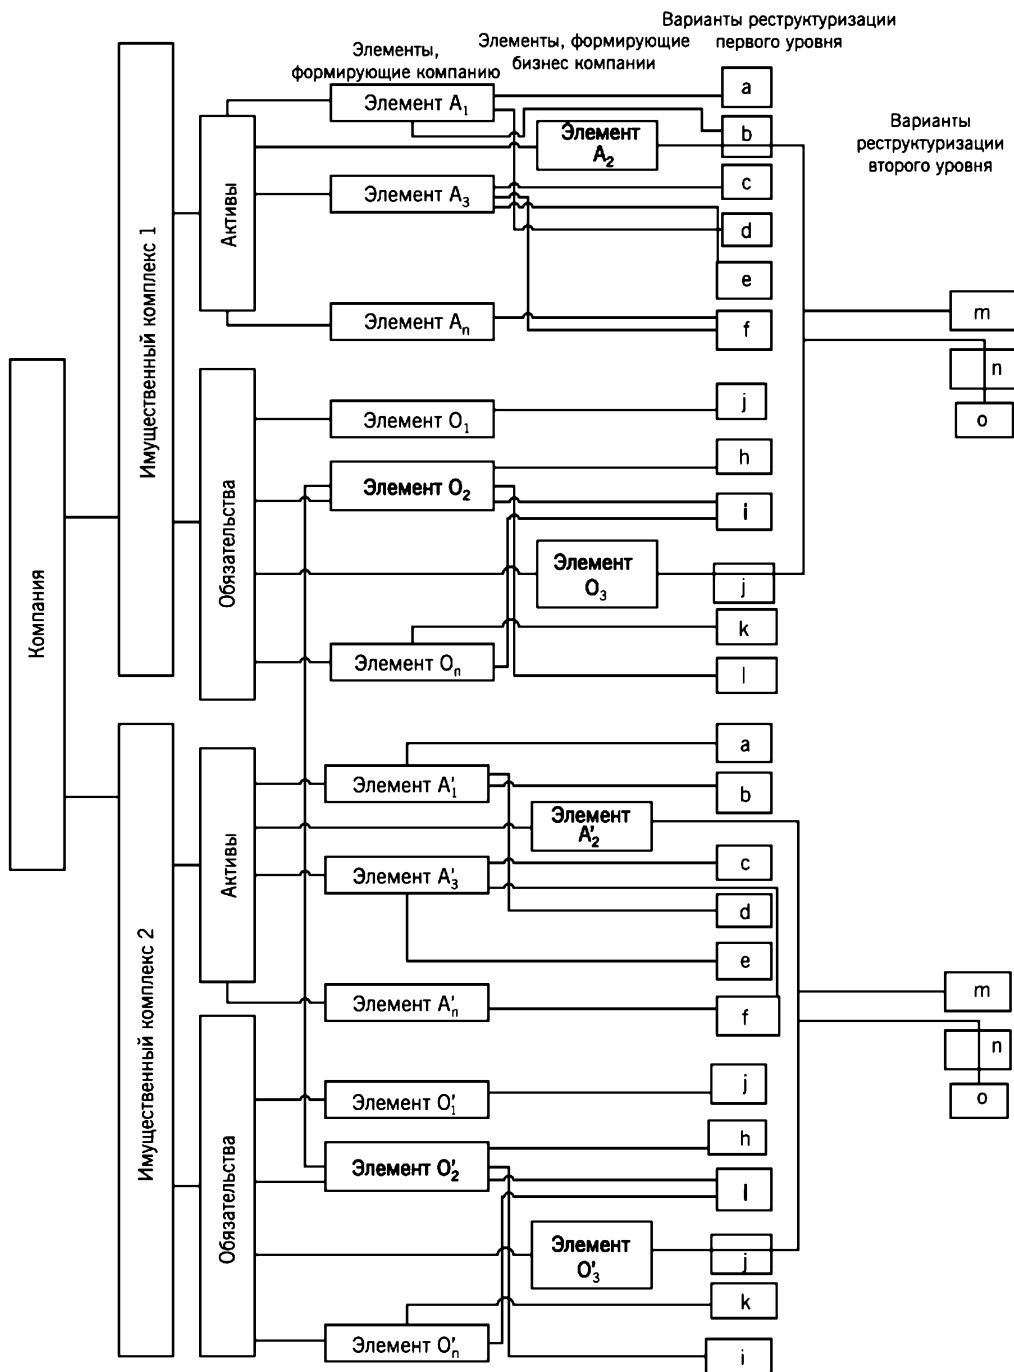 Варианты реструктуризации
первого уровня
Элементы,
формирующие компанию
Элементы, формирующие
бизнес компании
Варианты
реструктуризации
второго уровня
Компания
Имущественный комплекс 1
Активы
Элемент A₁
Элемент
A₂
Элемент A₃
Элемент Aₙ
a
b
c
d
e
f
m
n
o
Обязательства
Элемент O₁
Элемент O₂
Элемент
O₃
Элемент Oₙ
j
h
i
j
k
l
Имущественный комплекс 2
Активы
Элемент A'₁
Элемент
A'₂
Элемент A'₃
Элемент A'ₙ
a
b
c
d
e
f
m
n
o
Обязательства
Элемент O'₁
Элемент O'₂
Элемент
O'₃
Элемент O'ₙ
j
h
l
j
k
i